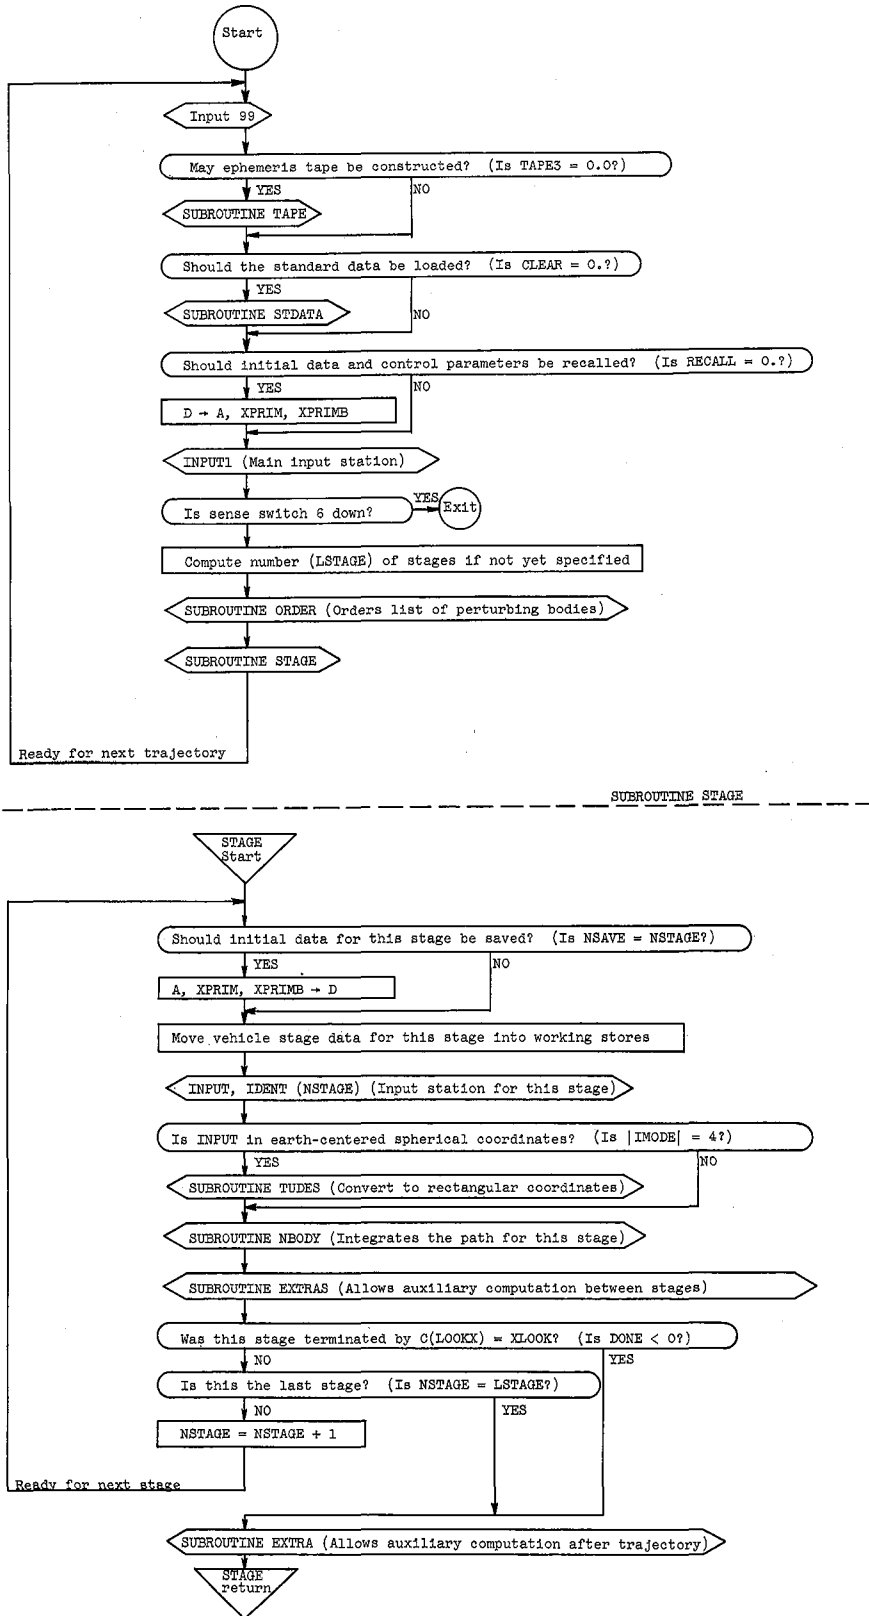 Start
Input 99
May ephemeris tape be constructed? (Is TAPE3 = 0.0?)
YES
NO
SUBROUTINE TAPE
Should the standard data be loaded? (Is CLEAR = 0.?)
YES
NO
SUBROUTINE STDATA
Should initial data and control parameters be recalled? (Is RECALL = 0.?)
YES
NO
D → A, XPRIM, XPRIMB
INPUT1 (Main input station)
Is sense switch 6 down?
YES
Exit
Compute number (LSTAGE) of stages if not yet specified
SUBROUTINE ORDER (Orders list of perturbing bodies)
SUBROUTINE STAGE
Ready for next trajectory
SUBROUTINE STAGE
STAGE
Start
Should initial data for this stage be saved? (Is NSAVE = NSTAGE?)
YES
NO
A, XPRIM, XPRIMB → D
Move vehicle stage data for this stage into working stores
INPUT, IDENT (NSTAGE) (Input station for this stage)
Is INPUT in earth-centered spherical coordinates? (Is |IMODE| = 4?)
YES
NO
SUBROUTINE TUDES (Convert to rectangular coordinates)
SUBROUTINE NBODY (Integrates the path for this stage)
SUBROUTINE EXTRAS (Allows auxiliary computation between stages)
Was this stage terminated by C(LOOKX) = XLOOK? (Is DONE < 0?)
NO
YES
Is this the last stage? (Is NSTAGE = LSTAGE?)
NO
YES
NSTAGE = NSTAGE + 1
Ready for next stage
SUBROUTINE EXTRA (Allows auxiliary computation after trajectory)
STAGE
return